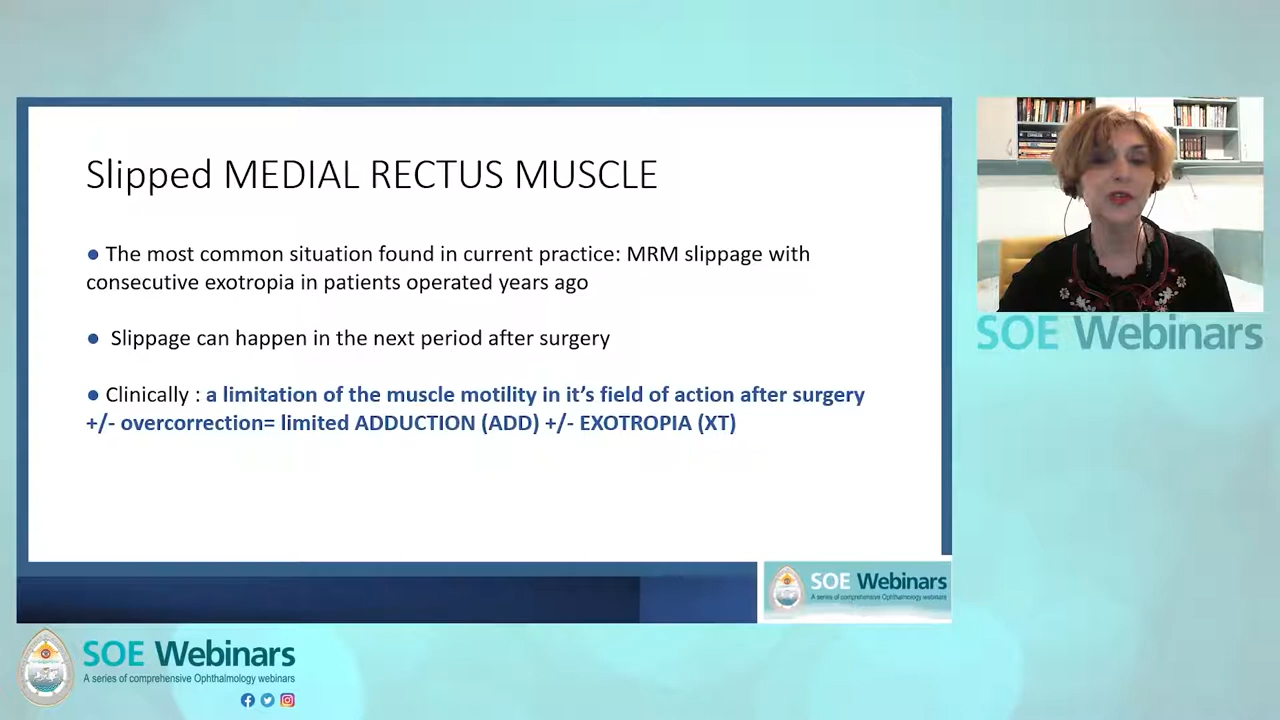 Slipped MEDIAL RECTUS MUSCLE
● The most common situation found in current practice: MRM slippage with
consecutive exotropia in patients operated years ago
● Slippage can happen in the next period after surgery
● Clinically : a limitation of the muscle motility in it’s field of action after surgery
+/- overcorrection= limited ADDUCTION (ADD) +/- EXOTROPIA (XT)
SOE Webinars
A series of comprehensive Ophthalmology webinars
SOE Webinars
SOE Webinars
A series of comprehensive Ophthalmology webinars